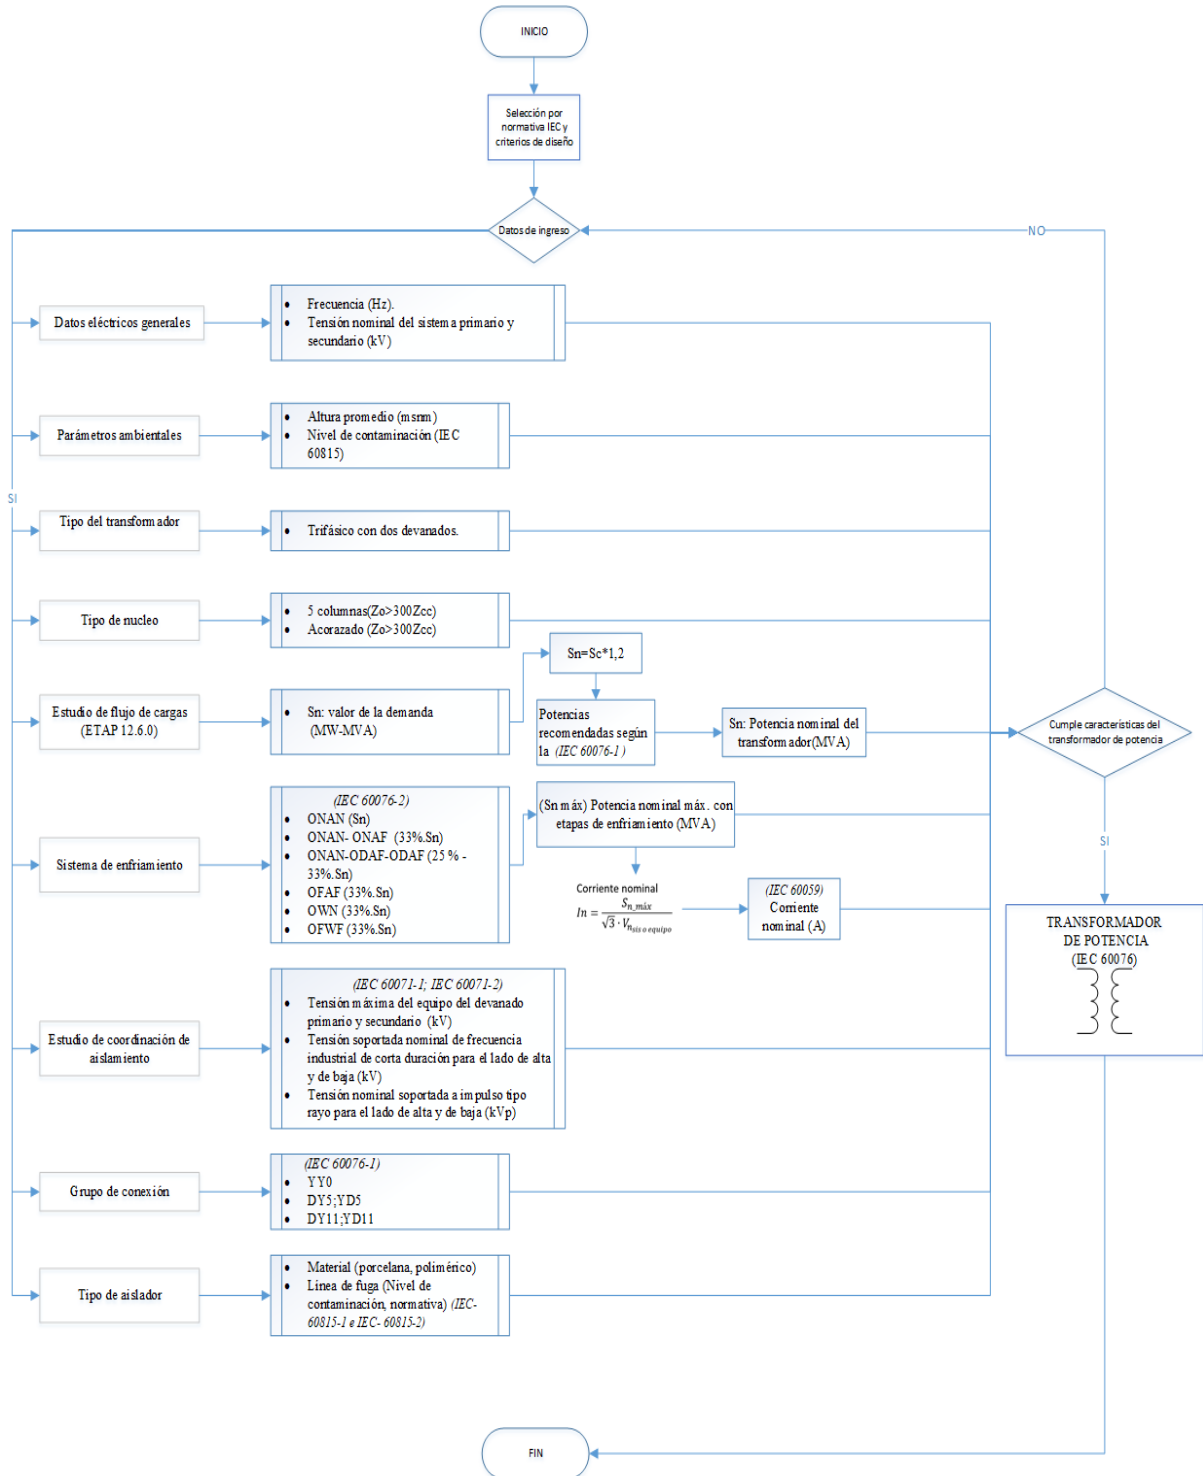 INICIO
Selección por
normativa IEC y
criterios de diseño
Datos de ingreso
NO
Datos eléctricos generales
• Frecuencia (Hz).
• Tensión nominal del sistema primario y
secundario (kV)
Parámetros ambientales
• Altura promedio (msnm)
• Nivel de contaminación (IEC
60815)
SI
Tipo del transformador
• Trifásico con dos devanados.
Tipo de nucleo
• 5 columnas(Zo>300Zcc)
• Acorazado (Zo>300Zcc)
Sn=Sc*1,2
Estudio de flujo de cargas
(ETAP 12.6.0)
• Sn: valor de la demanda
(MW-MVA)
Potencias
recomendadas según
la (IEC 60076-1 )
Sn: Potencia nominal del
transformador(MVA)
Cumple características del
transformador de potencia
Sistema de enfriamiento
(IEC 60076-2)
• ONAN (Sn)
• ONAN- ONAF (33%.Sn)
• ONAN-ODAF-ODAF (25 % -
33%.Sn)
• OFAF (33%.Sn)
• OWN (33%.Sn)
• OFWF (33%.Sn)
(Sn máx) Potencia nominal máx. con
etapas de enfriamiento (MVA)
Corriente nominal
In = S_{n_máx} / (√3 · V_{n_{sis o equipo}})
(IEC 60059)
Corriente
nominal (A)
SI
TRANSFORMADOR
DE POTENCIA
(IEC 60076)
Estudio de coordinación de
aislamiento
(IEC 60071-1; IEC 60071-2)
• Tensión máxima del equipo del devanado
primario y secundario (kV)
• Tensión soportada nominal de frecuencia
industrial de corta duración para el lado de alta
y de baja (kV)
• Tensión nominal soportada a impulso tipo
rayo para el lado de alta y de baja (kVp)
Grupo de conexión
(IEC 60076-1)
• YY0
• DY5;YD5
• DY11;YD11
Tipo de aislador
• Material (porcelana, polimérico)
• Linea de fuga (Nivel de
contaminación, normativa) (IEC-
60815-1 e IEC- 60815-2)
FIN